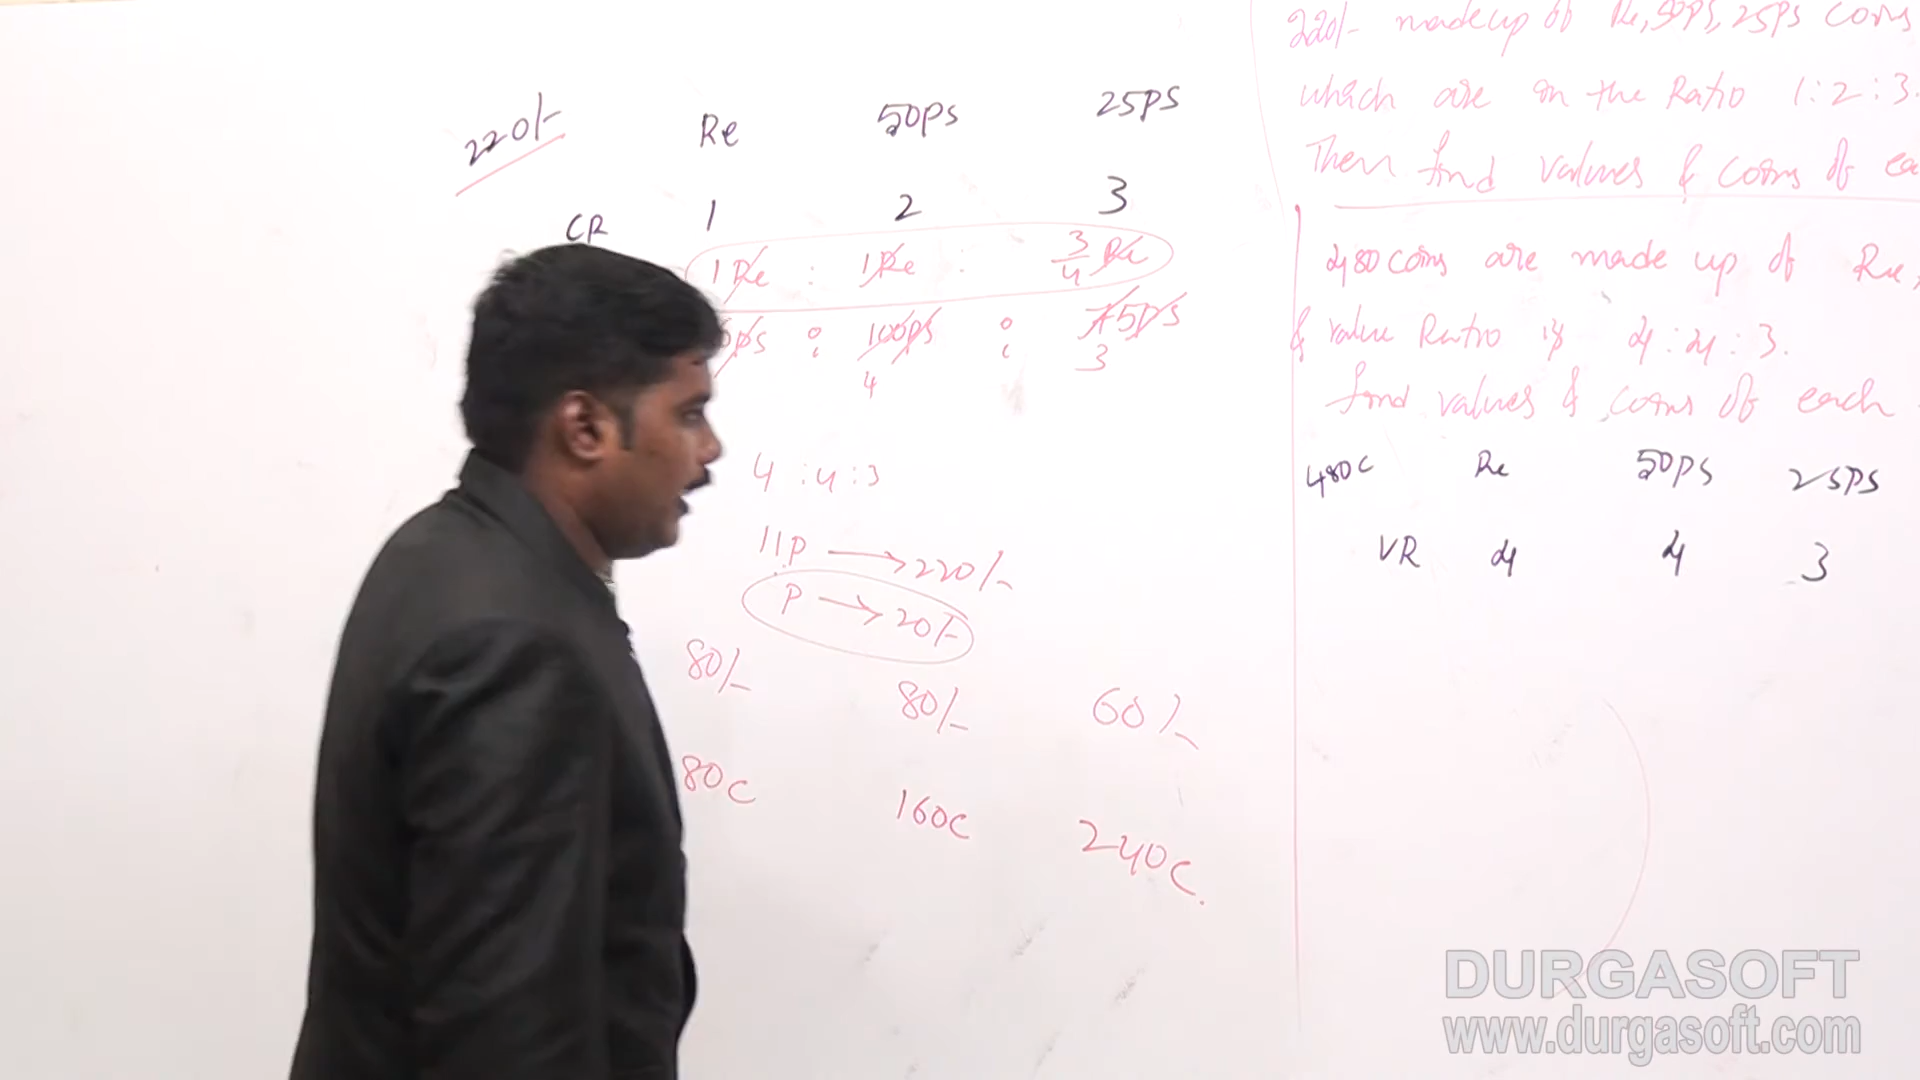 220/- Re 50ps 25ps
CR 1 2 3
1Re : 1Re : 3/4 Re
ps : 100ps : 75ps
4 3
4 : 4 : 3
11P → 220/-
P → 20/-
80/- 80/- 60/-
80c 160c 240c.
220/- made up of Re, 50ps, 25ps coins
which are in the Ratio 1:2:3.
Then find values & coins of
480 coins are made up of Re,
& value Ratio is 4:4:3.
find values & coins of each
480c Re 50ps 25ps
VR 4 4 3
DURGASOFT
www.durgasoft.com